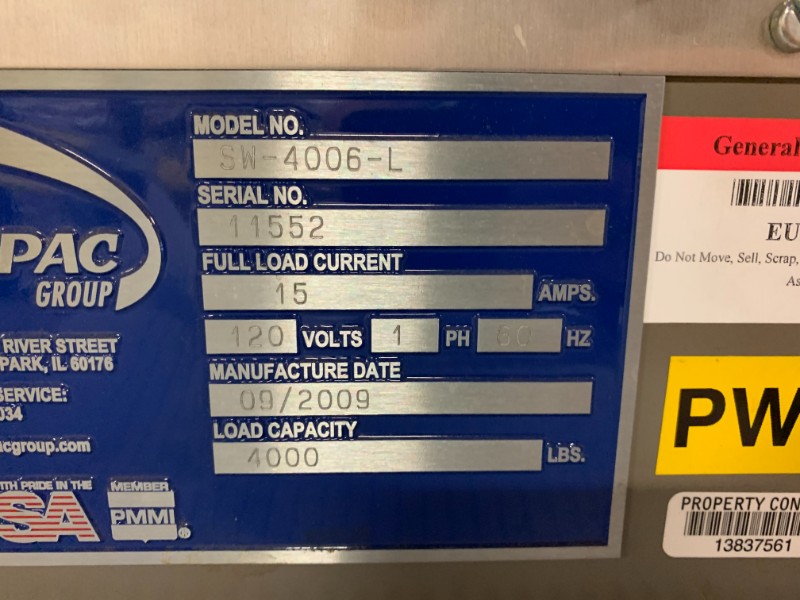 MODEL NO.
SW-4006-L
SERIAL NO.
11552
FULL LOAD CURRENT
15 AMPS.
120 VOLTS 1 PH 60 HZ
MANUFACTURE DATE
09/2009
LOAD CAPACITY
4000 LBS.
PAC
GROUP
RIVER STREET
PARK, IL 60176
SERVICE:
034
cgroup.com
WITH PRIDE IN THE
USA
MEMBER
PMMI
®
General
EU
Do Not Move, Sell, Scrap,
As
PW
PROPERTY CON
13837561